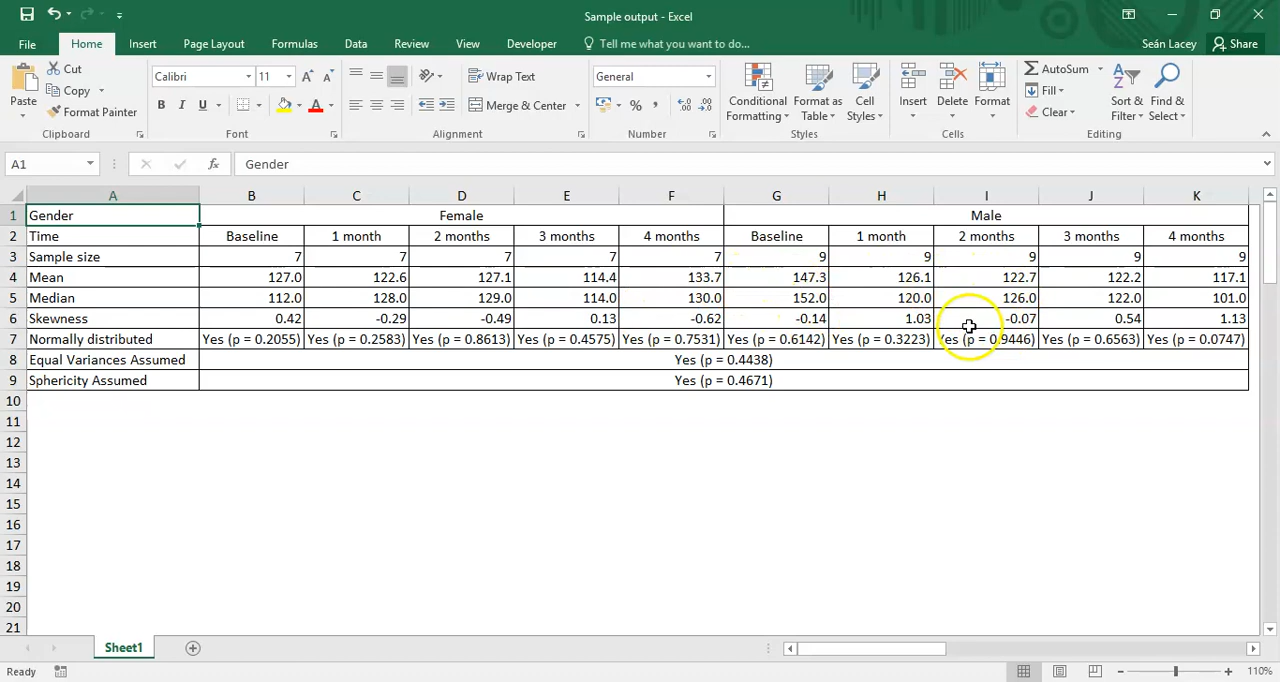 Sample output - Excel
File Home Insert Page Layout Formulas Data Review View Developer Tell me what you want to do... Seán Lacey Share
Paste Cut Copy Format Painter Clipboard
Calibri 11 A A B I U A Font
Wrap Text Merge & Center Alignment
General % , Number
Conditional Formatting Format as Table Cell Styles Styles
Insert Delete Format Cells
AutoSum Fill Clear Sort & Filter Find & Select Editing
A1 fx Gender
A B C D E F G H I J K
1 Gender Female Male
2 Time Baseline 1 month 2 months 3 months 4 months Baseline 1 month 2 months 3 months 4 months
3 Sample size 7 7 7 7 7 9 9 9 9 9
4 Mean 127.0 122.6 127.1 114.4 133.7 147.3 126.1 122.7 122.2 117.1
5 Median 112.0 128.0 129.0 114.0 130.0 152.0 120.0 126.0 122.0 101.0
6 Skewness 0.42 -0.29 -0.49 0.13 -0.62 -0.14 1.03 -0.07 0.54 1.13
7 Normally distributed Yes (p = 0.2055) Yes (p = 0.2583) Yes (p = 0.8613) Yes (p = 0.4575) Yes (p = 0.7531) Yes (p = 0.6142) Yes (p = 0.3223) Yes (p = 0.9446) Yes (p = 0.6563) Yes (p = 0.0747)
8 Equal Variances Assumed Yes (p = 0.4438)
9 Sphericity Assumed Yes (p = 0.4671)
10
11
12
13
14
15
16
17
18
19
20
21
Sheet1
Ready 110%